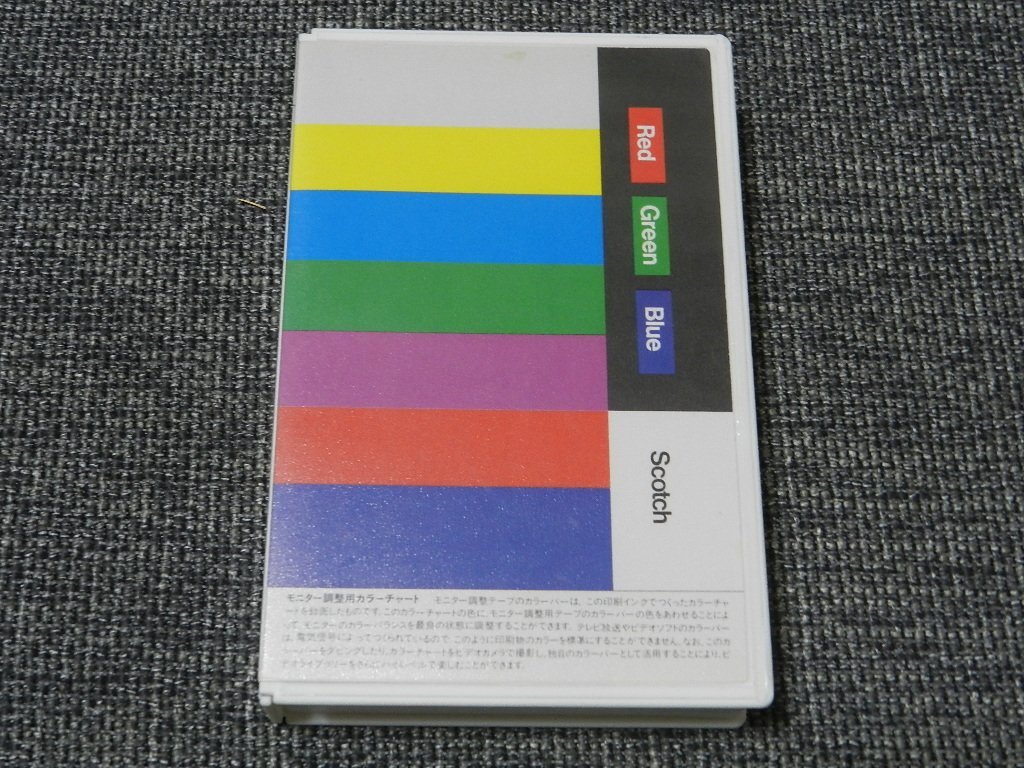 Red
Green
Blue
Scotch
モニター調整用カラーチャート モニター調整テープのカラーバーは、この印刷インクでつくったカラーチャ
ートを録画したものです。このカラーチャートの色に、モニター調整用テープのカラーバーの色をあわせることによ
って、モニターのカラーバランスを最良の状態に調整することができます。テレビ放送やビデオソフトのカラーバー
は、電気信号によってつくられているので、このように印刷物のカラーを標準にすることができません。なお、このカ
ラーバーをダビングしたり、カラーチャートをビデオカメラで撮影し、独自のカラーバーとして活用することにより、ビ
デオライブラリーをさらにハイレベルで楽しむことができます。